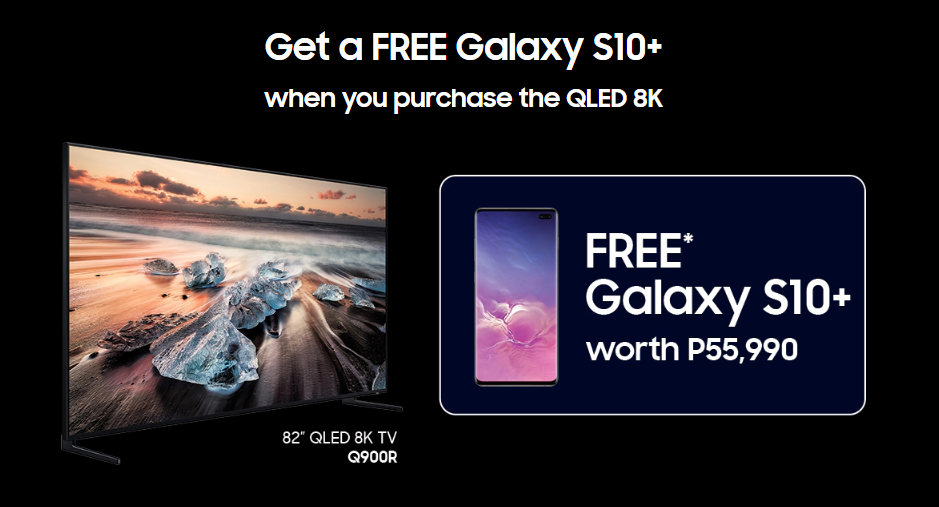 Get a FREE Galaxy S10+
when you purchase the QLED 8K
FREE*
Galaxy S10+
worth P55,990
82" QLED 8K TV
Q900R